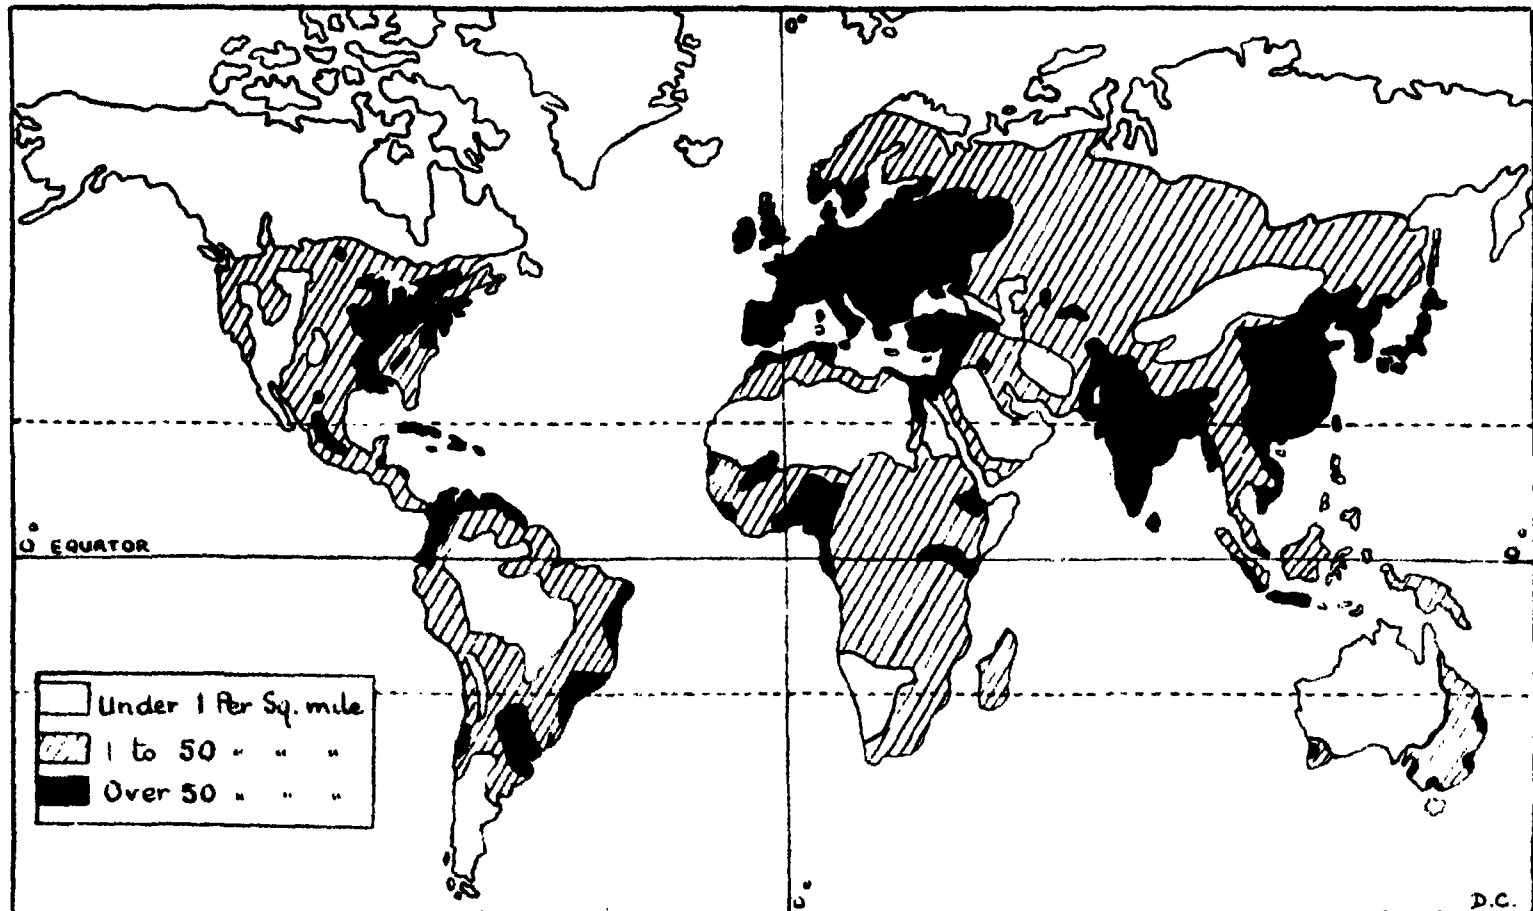 0°
0° EQUATOR
0°
Under 1 Per Sq. mile
1 to 50 " " "
Over 50 " " "
0°
D.C.